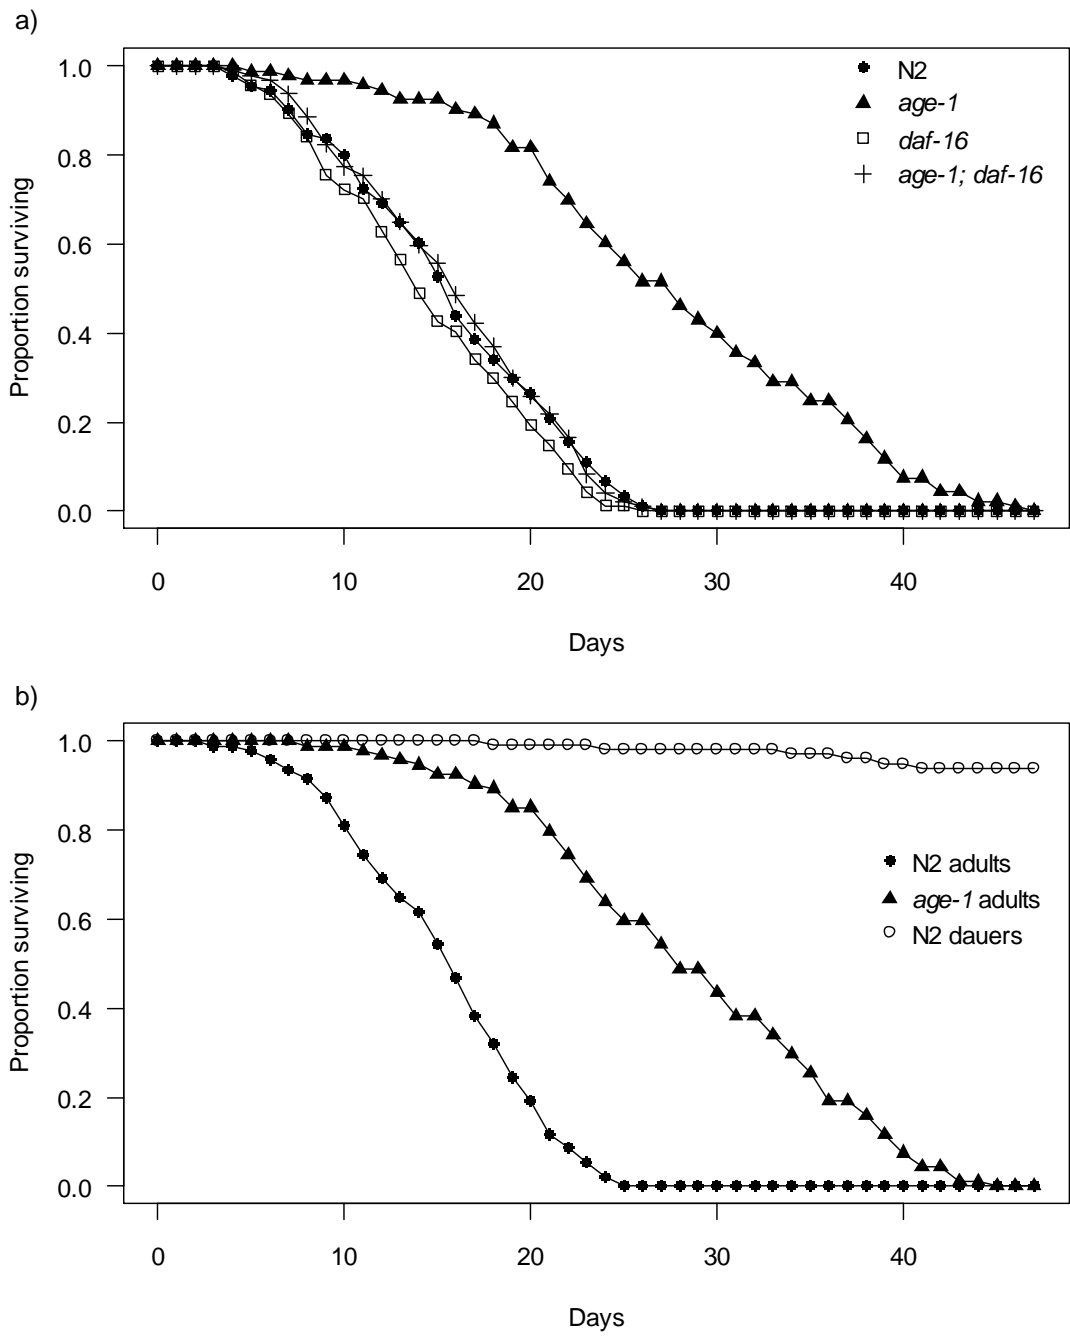 a)
1.0
0.8
0.6
0.4
0.2
0.0
Proportion surviving
N2
age-1
daf-16
age-1; daf-16
0 10 20 30 40
Days
b)
1.0
0.8
0.6
0.4
0.2
0.0
Proportion surviving
N2 adults
age-1 adults
N2 dauers
0 10 20 30 40
Days